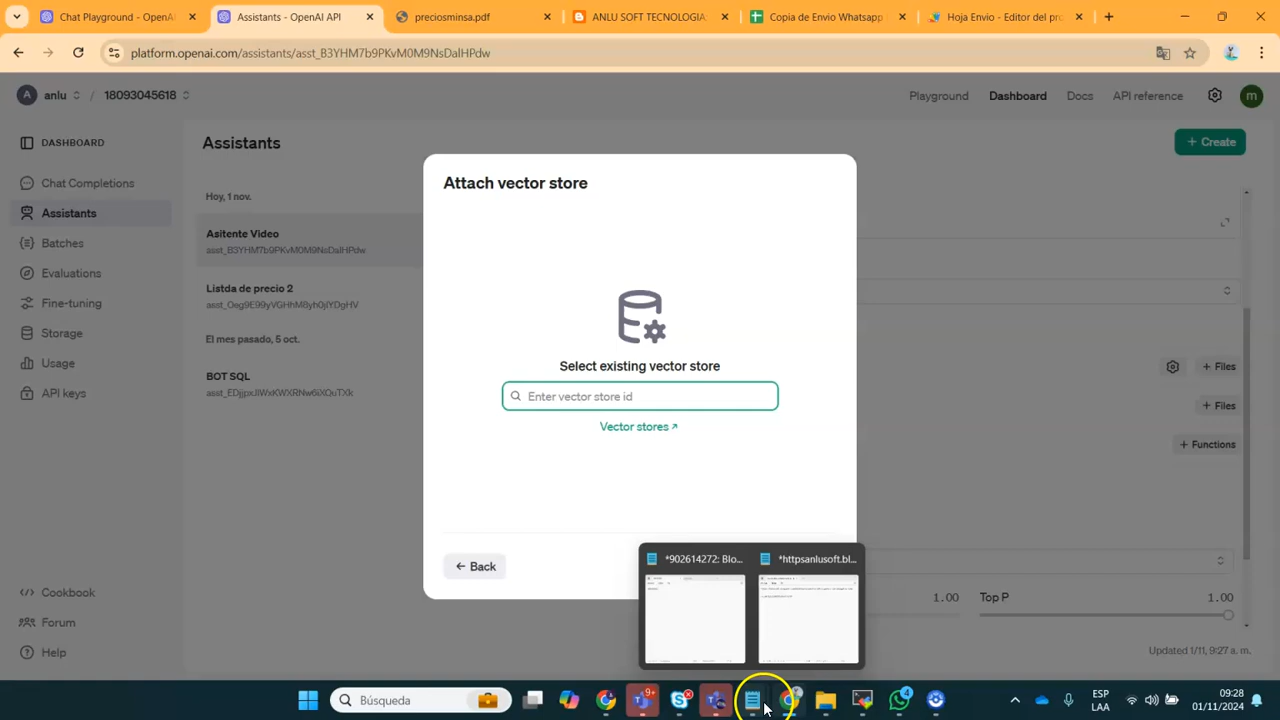 Chat Playground - OpenAI
Assistants - OpenAI API
preciosminsa.pdf
ANLU SOFT TECNOLOGIA
Copia de Envio Whatsapp
Hoja Envio - Editor del pro
platform.openai.com/assistants/asst_B3YHM7b9PKvM0M9NsDalHPdw
A anlu / 18093045618
Playground
Dashboard
Docs
API reference
m
DASHBOARD
Chat Completions
Assistants
Batches
Evaluations
Fine-tuning
Storage
Usage
API keys
Cookbook
Forum
Help
Assistants
+ Create
Hoy, 1 nov.
Asitente Video
asst_B3YHM7b9PKvM0M9NsDalHPdw
Listda de precio 2
asst_Oeg9E99yVGHhM8yh0jIYDgHV
El mes pasado, 5 oct.
BOT SQL
asst_EDjjpxJIWxKWXRNw6iXQuTXk
Attach vector store
Select existing vector store
Enter vector store id
Vector stores ↗
← Back
+ Files
+ Files
+ Functions
1.00
Top P
1.00
Updated 1/11, 9:27 a. m.
*902614272: Blo...
*httpsanlusoft.bl...
Búsqueda
9+
4
ESP
LAA
09:28
01/11/2024